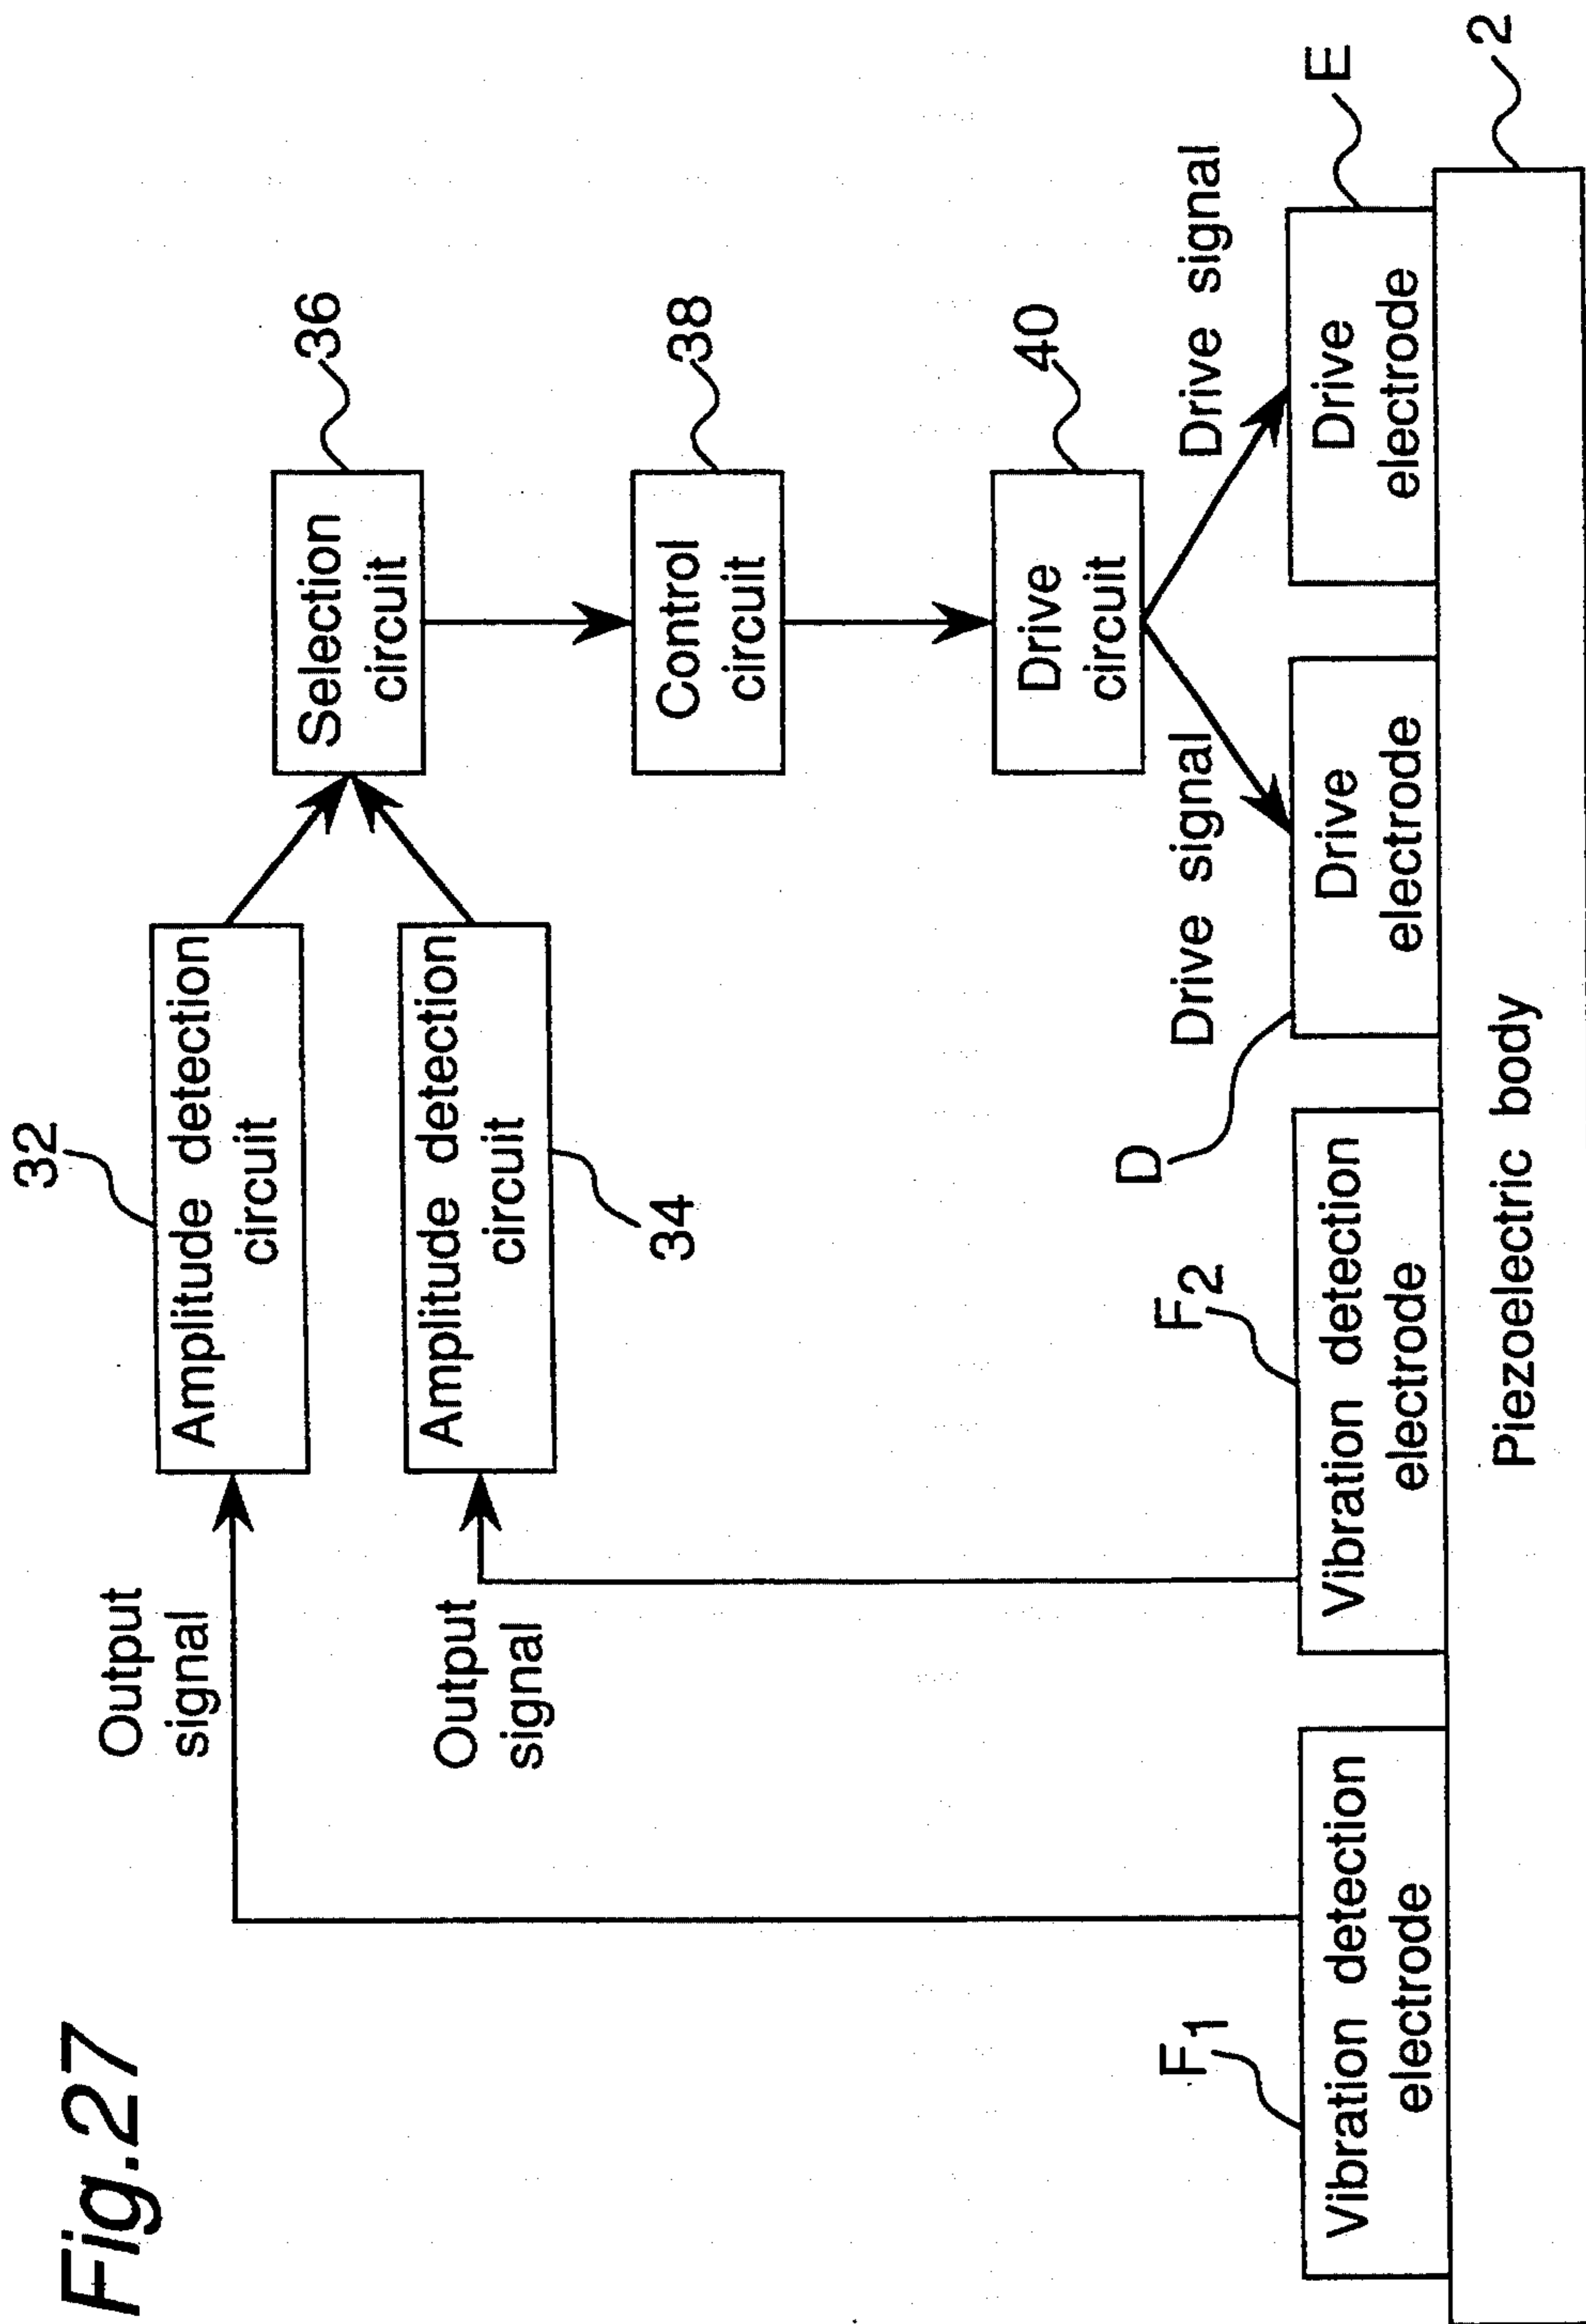 Fig.27
32
Output
signal
Amplitude detection
circuit
36
Selection
circuit
Output
signal
Amplitude detection
circuit
34
38
Control
circuit
40
Drive
circuit
Drive signal
Drive signal
F1
F2
D
E
Vibration detection
electrode
Vibration detection
electrode
Drive
electrode
Drive
electrode
Piezoelectric body
2